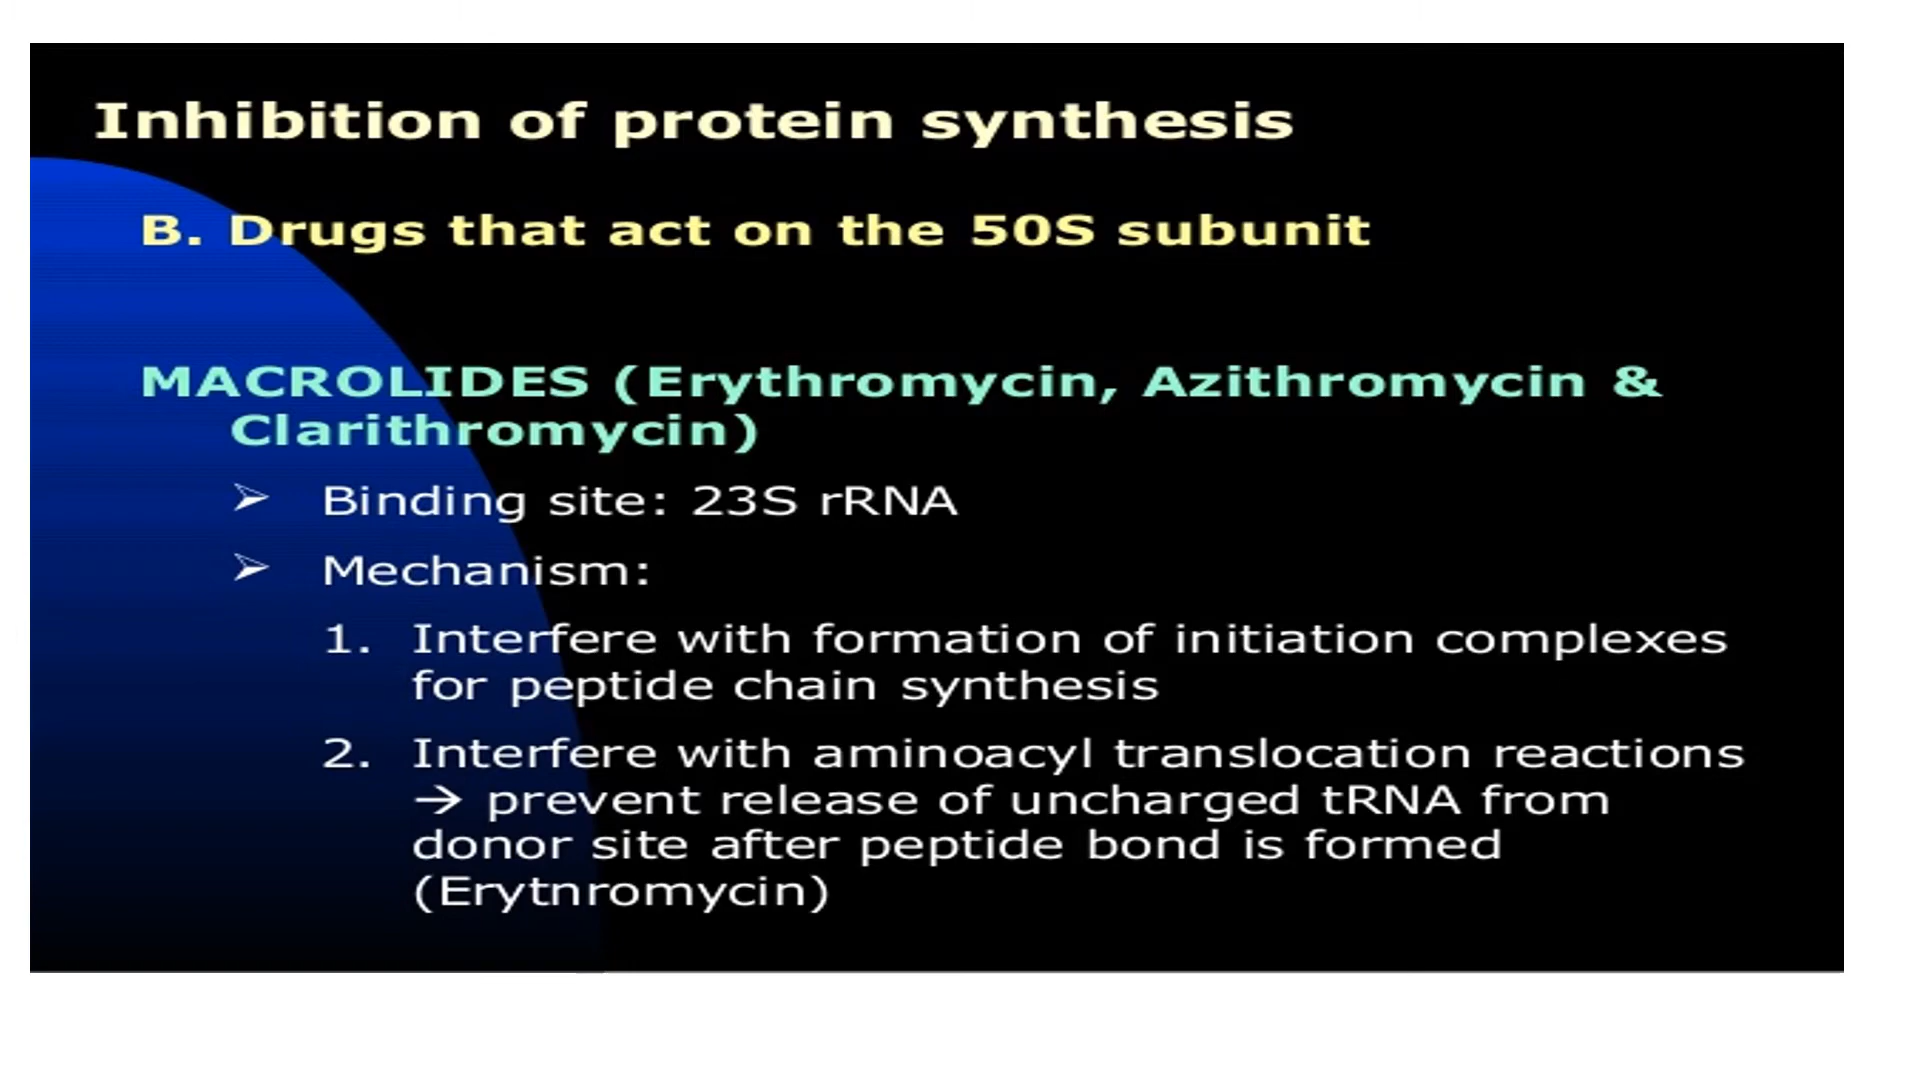 Inhibition of protein synthesis
B. Drugs that act on the 50S subunit
MACROLIDES (Erythromycin, Azithromycin &
Clarithromycin)
➢ Binding site: 23S rRNA
➢ Mechanism:
1. Interfere with formation of initiation complexes
for peptide chain synthesis
2. Interfere with aminoacyl translocation reactions
→ prevent release of uncharged tRNA from
donor site after peptide bond is formed
(Erytnromycin)